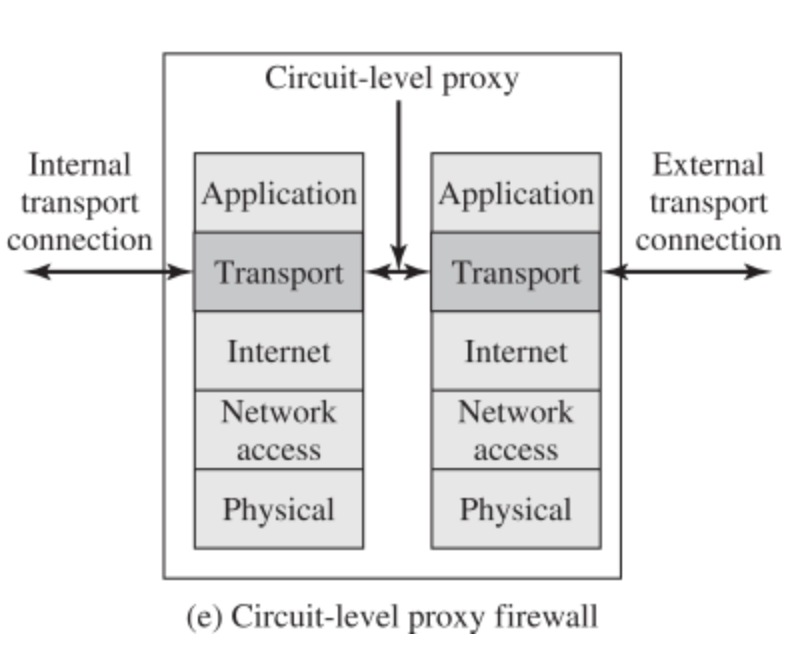 Circuit-level proxy
Internal
transport
connection
External
transport
connection
Application
Transport
Internet
Network
access
Physical
Application
Transport
Internet
Network
access
Physical
(e) Circuit-level proxy firewall